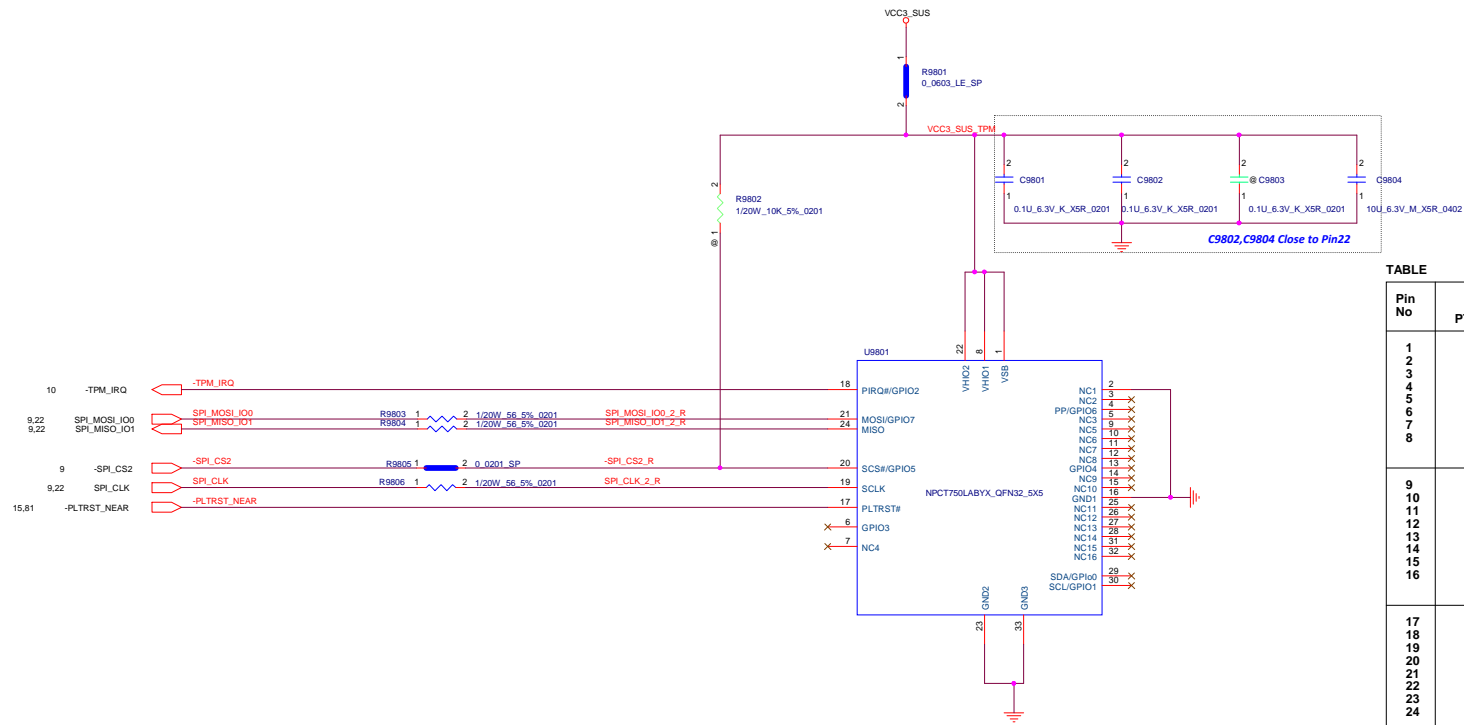 VCC3_SUS
1
R9801
0_0603_LE_SP
2
VCC3_SUS_TPM
2
R9802
1/20W_10K_5%_0201
@ 1
2
C9801
1
0.1U_6.3V_K_X5R_0201
2
C9802
1
0.1U_6.3V_K_X5R_0201
2
@ C9803
1
0.1U_6.3V_K_X5R_0201
2
C9804
1
10U_6.3V_M_X5R_0402
C9802,C9804 Close to Pin22
TABLE
Pin
No
P
1
2
3
4
5
6
7
8
9
10
11
12
13
14
15
16
17
18
19
20
21
22
23
24
10 -TPM_IRQ -TPM_IRQ
9,22 SPI_MOSI_IO0 SPI_MOSI_IO0 R9803 1 2 1/20W_56_5%_0201 SPI_MOSI_IO0_2_R
9,22 SPI_MISO_IO1 SPI_MISO_IO1 R9804 1 2 1/20W_56_5%_0201 SPI_MISO_IO1_2_R
9 -SPI_CS2 -SPI_CS2 R9805 1 2 0_0201_SP -SPI_CS2_R
9,22 SPI_CLK SPI_CLK R9806 1 2 1/20W_56_5%_0201 SPI_CLK_2_R
15,81 -PLTRST_NEAR -PLTRST_NEAR
U9801
22 VHIO2
8 VHIO1
1 VSB
18 PIRQ#/GPIO2
21 MOSI/GPIO7
24 MISO
20 SCS#/GPIO5
19 SCLK
17 PLTRST#
6 GPIO3
7 NC4
NPCT750LABYX_QFN32_5X5
NC1 2
NC2 3
PP/GPIO6 4
NC3 5
NC5 9
NC6 10
NC7 11
NC8 12
GPIO4 13
NC9 14
NC10 15
GND1 16
NC11 25
NC12 26
NC13 27
NC14 28
NC15 31
NC16 32
SDA/GPIo0 29
SCL/GPIO1 30
GND2 23
GND3 33